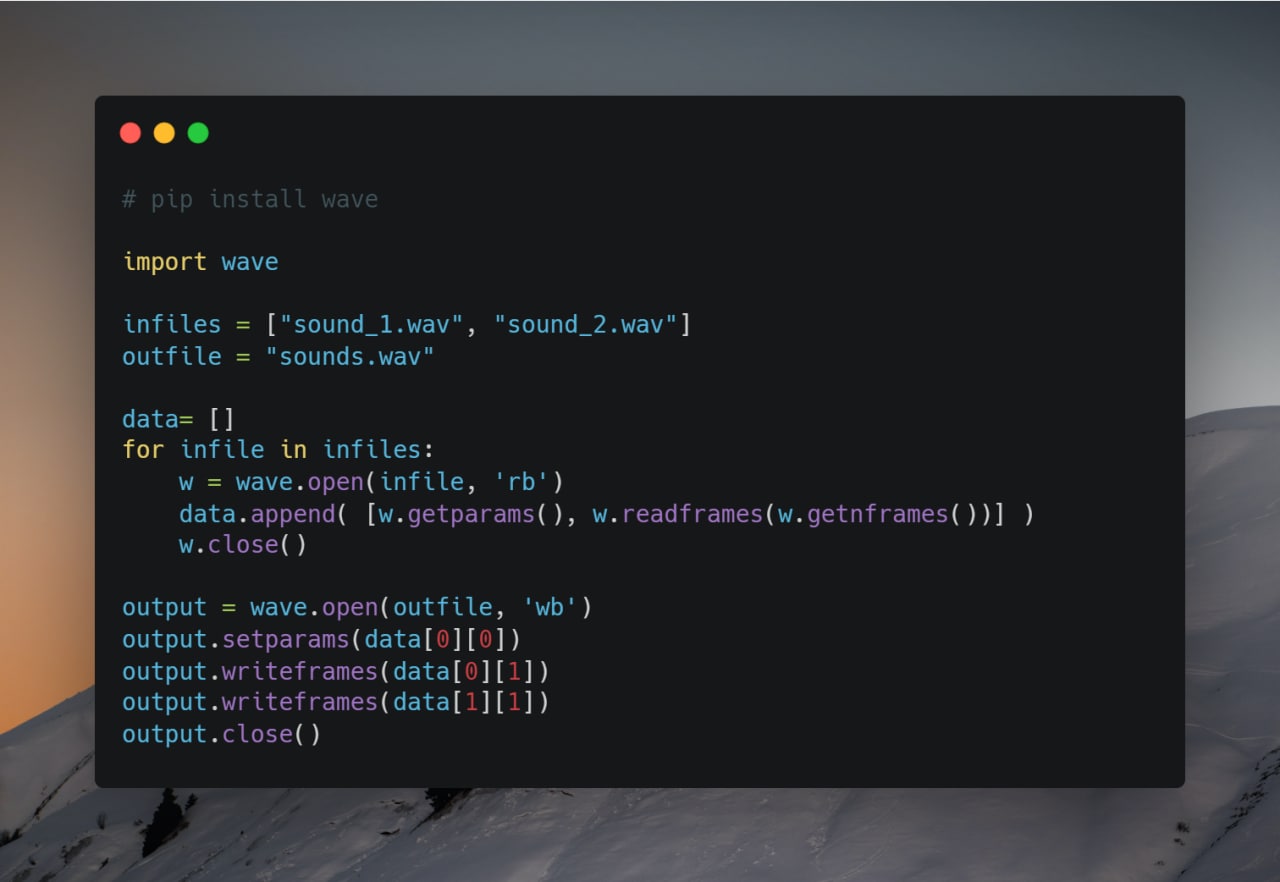 # pip install wave
import wave
infiles = ["sound_1.wav", "sound_2.wav"]
outfile = "sounds.wav"
data= []
for infile in infiles:
    w = wave.open(infile, 'rb')
    data.append( [w.getparams(), w.readframes(w.getnframes())] )
    w.close()
output = wave.open(outfile, 'wb')
output.setparams(data[0][0])
output.writeframes(data[0][1])
output.writeframes(data[1][1])
output.close()